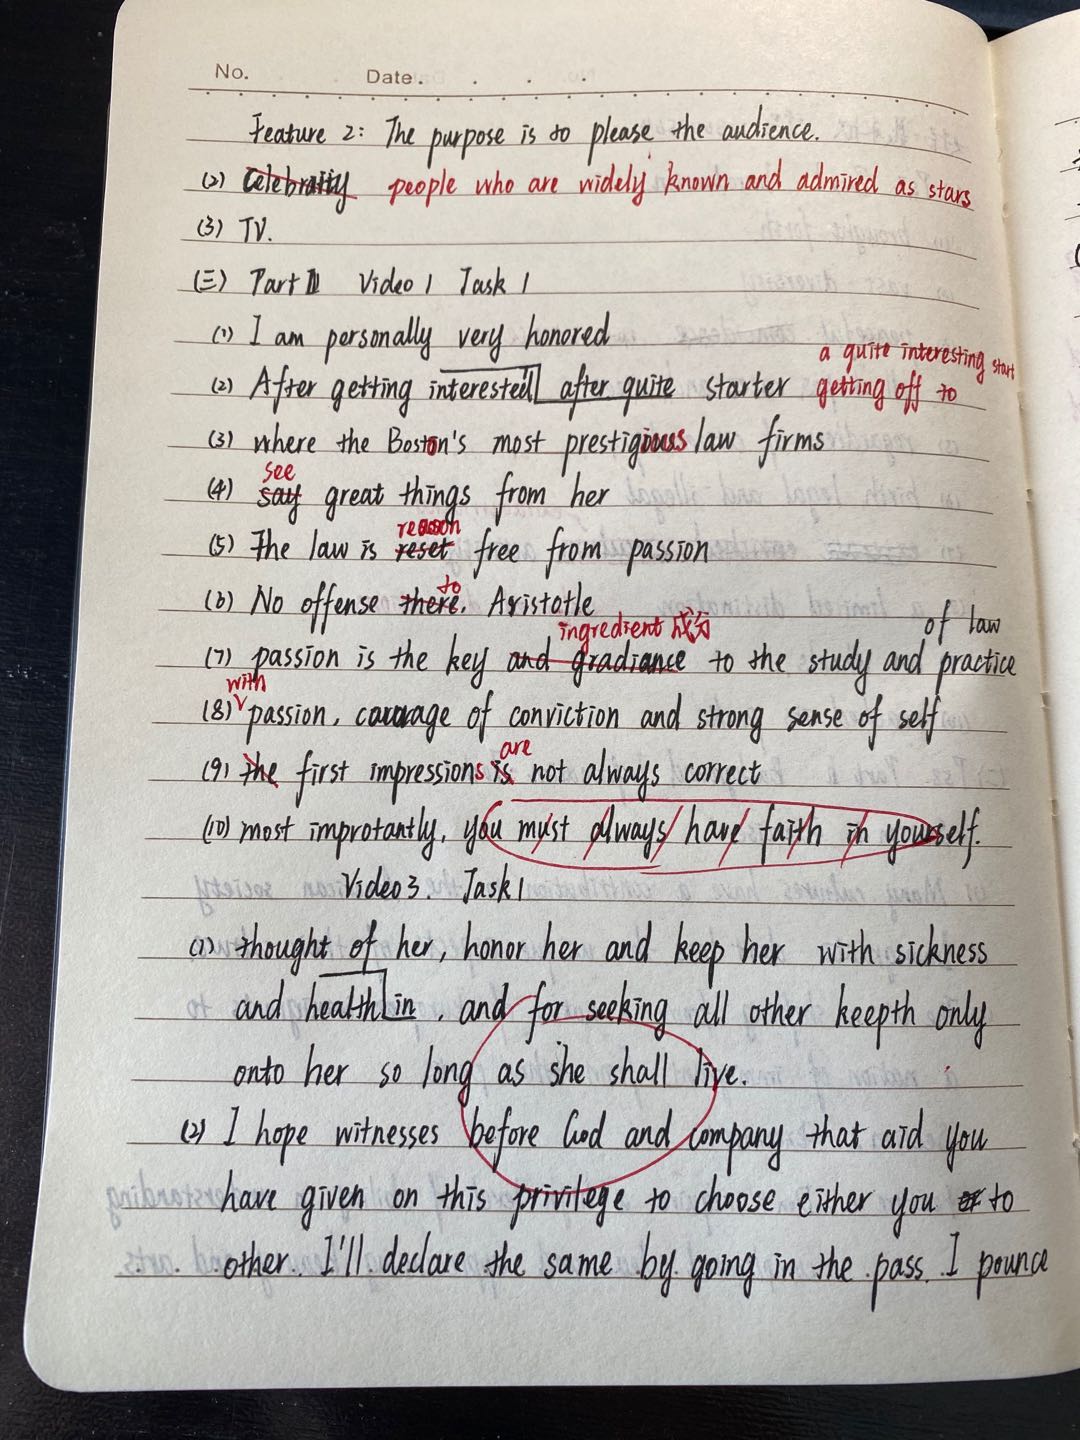 No. Date. . . .
Feature 2: The purpose is to please the audience.
(2) Celebratiy people who are widely known and admired as stars
(3) TV.
(三) Part II Video 1 Task 1
(1) I am personally very honored
a quite interesting start
(2) After getting interested after quite starter getting off to
(3) where the Boston's most prestigious law firms
see
(4) say great things from her
reason
(5) The law is reset free from passion
to
(6) No offense there. Aristotle
ingredient 成分 of law
(7) passion is the key and gradiance to the study and practice
with
(8) passion, courage of conviction and strong sense of self
are
(9) the first impressions is not always correct
(10) most improtantly, you must always have faith in yourself.
Video 3. Task 1
(1) thought of her, honor her and keep her with sickness
and health in, and for seeking all other keepth only
onto her so long as she shall live.
(2) I hope witnesses before God and company that aid you
have given on this privilege to choose either you or to
other. I'll declare the same by going in the pass. I pounce